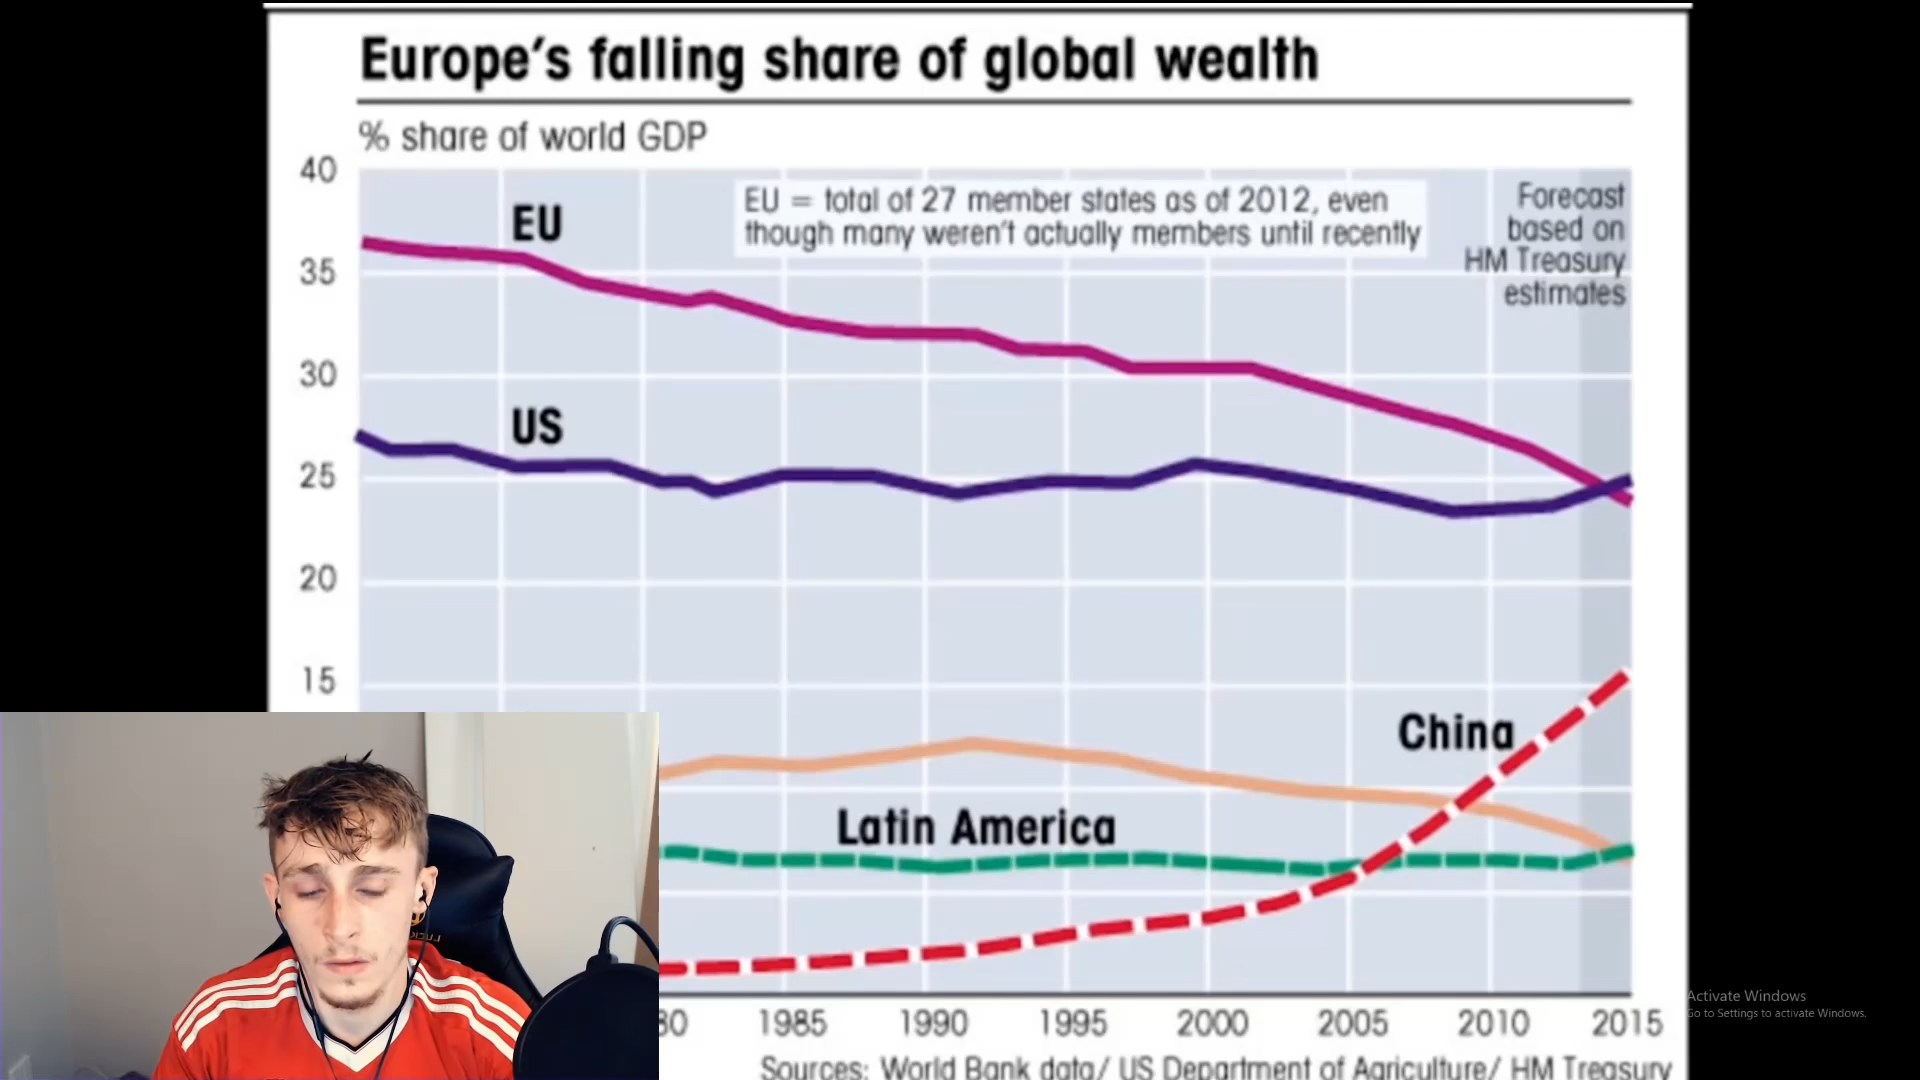 Europe's falling share of global wealth
% share of world GDP
40
EU = total of 27 member states as of 2012, even
though many weren't actually members until recently
Forecast
based on
HM Treasury
estimates
EU
35
30
US
25
20
15
China
Latin America
80 1985 1990 1995 2000 2005 2010 2015
Sources: World Bank data/ US Department of Agriculture/ HM Treasury
Activate Windows
Go to Settings to activate Windows.